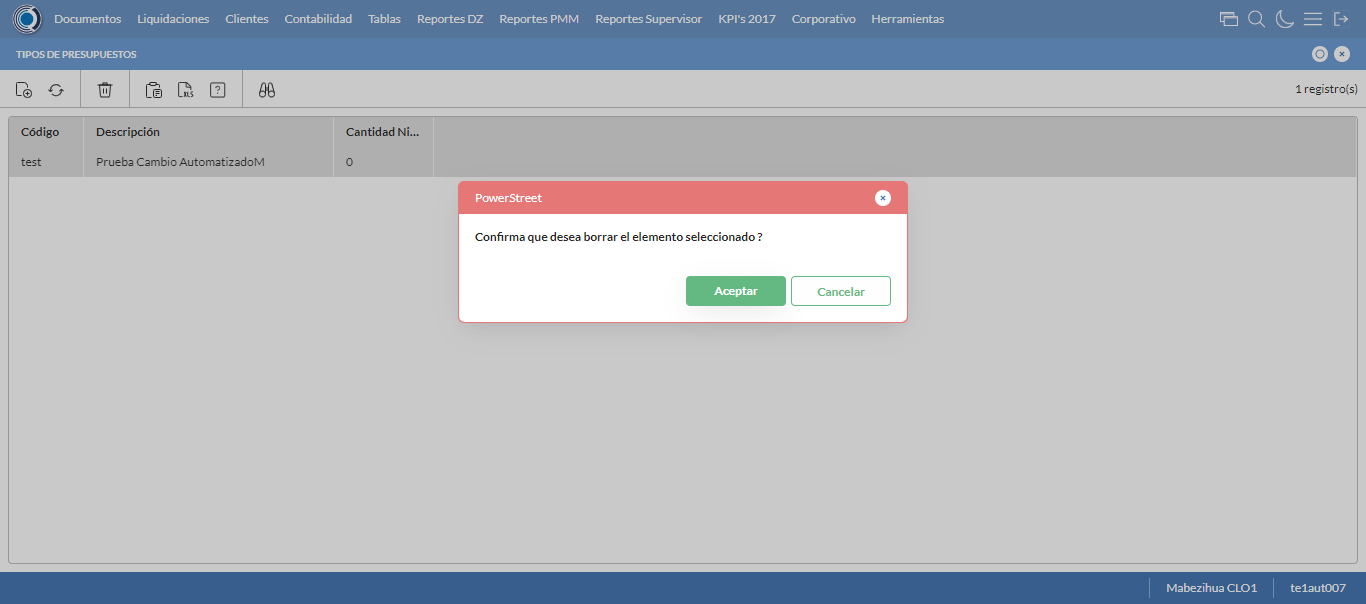 Documentos Liquidaciones Clientes Contabilidad Tablas Reportes DZ Reportes PMM Reportes Supervisor KPI's 2017 Corporativo Herramientas
TIPOS DE PRESUPUESTOS
XLS ? 1 registro(s)
Código Descripción Cantidad Ni...
test Prueba Cambio AutomatizadoM 0
PowerStreet
Confirma que desea borrar el elemento seleccionado ?
Aceptar Cancelar
Mabezihua CLO1 te1aut007